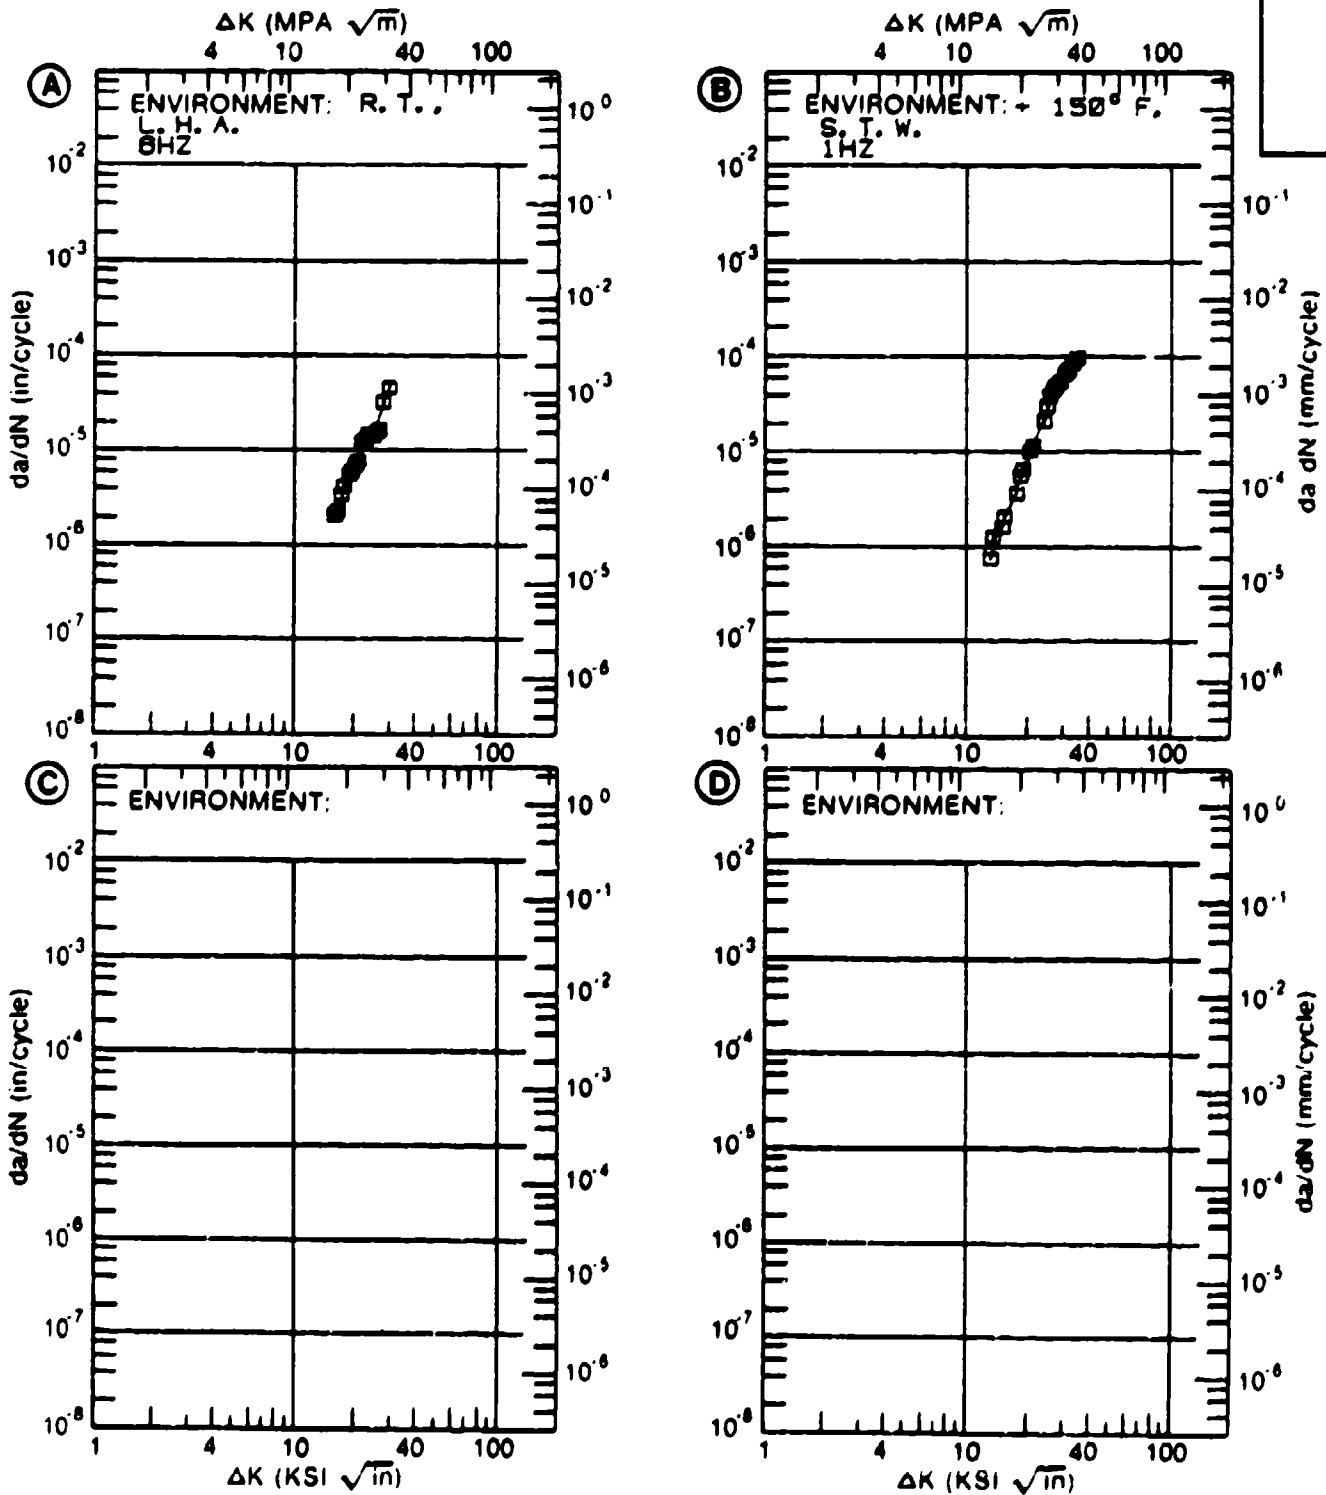 ΔK (MPA √m)
4 10 40 100
A
ENVIRONMENT: R. T.,
L. H. A.
6HZ
10⁰
10⁻¹
10⁻²
10⁻³
10⁻⁴
10⁻⁵
10⁻⁶
10⁻²
10⁻³
10⁻⁴
10⁻⁵
10⁻⁶
10⁻⁷
10⁻⁸
da/dN (in/cycle)
1 4 10 40 100
ΔK (MPA √m)
4 10 40 100
B
ENVIRONMENT: + 150° F.
S. T. W.
1HZ
10⁻²
10⁻³
10⁻⁴
10⁻⁵
10⁻⁶
10⁻⁷
10⁻⁸
10⁻¹
10⁻²
10⁻³
10⁻⁴
10⁻⁵
10⁻⁶
da dN (mm/cycle)
1 4 10 40 100
C
ENVIRONMENT:
10⁻²
10⁻³
10⁻⁴
10⁻⁵
10⁻⁶
10⁻⁷
10⁻⁸
10⁰
10⁻¹
10⁻²
10⁻³
10⁻⁴
10⁻⁵
10⁻⁶
da/dN (in/cycle)
1 4 10 40 100
ΔK (KSI √in)
D
ENVIRONMENT:
10⁻²
10⁻³
10⁻⁴
10⁻⁵
10⁻⁶
10⁻⁷
10⁻⁸
10⁰
10⁻¹
10⁻²
10⁻³
10⁻⁴
10⁻⁵
10⁻⁶
da/dN (mm/cycle)
1 4 10 40 100
ΔK (KSI √in)